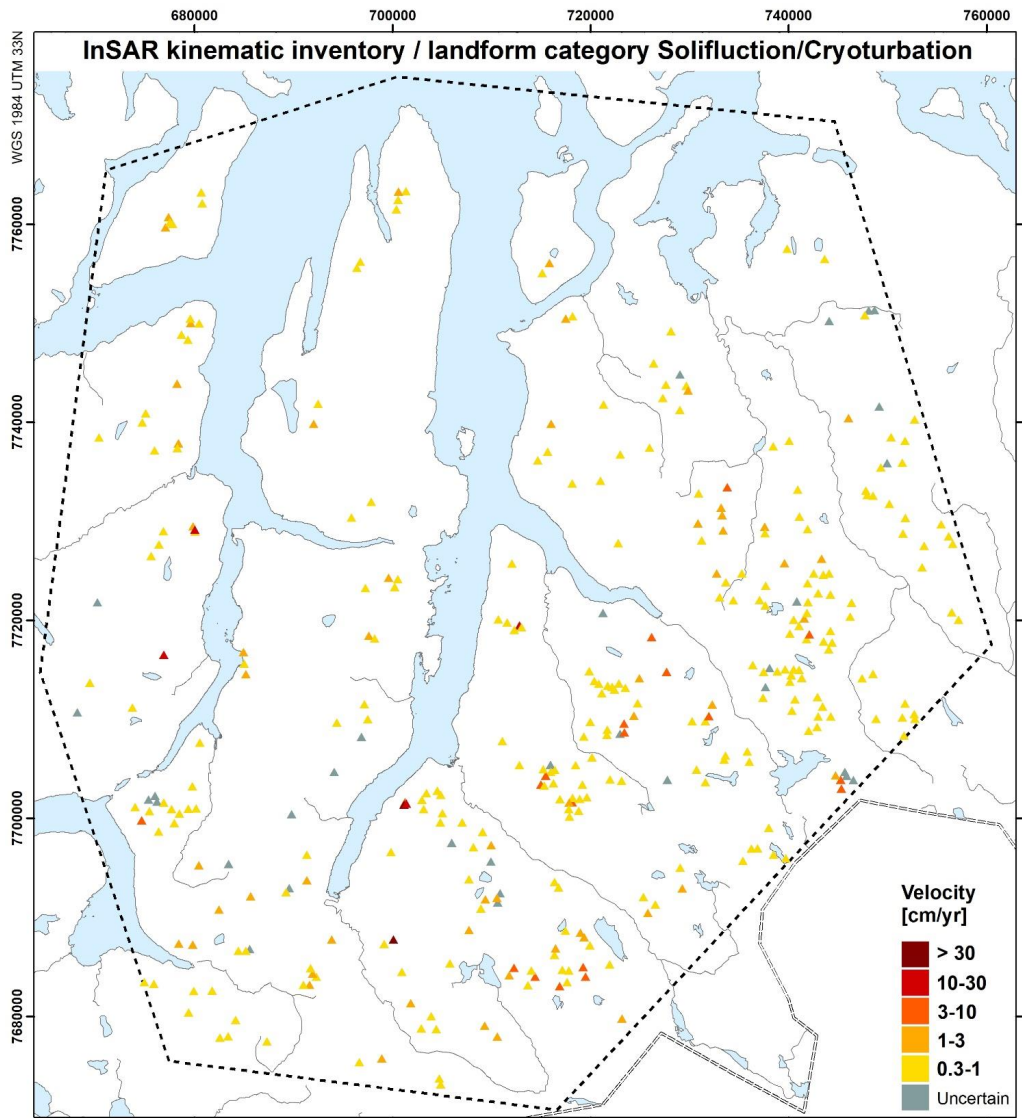 680000 700000 720000 740000 760000
InSAR kinematic inventory / landform category Solifluction/Cryoturbation
WGS 1984 UTM 33N
7760000
7740000
7720000
7700000
7680000
Velocity
[cm/yr]
> 30
10-30
3-10
1-3
0.3-1
Uncertain